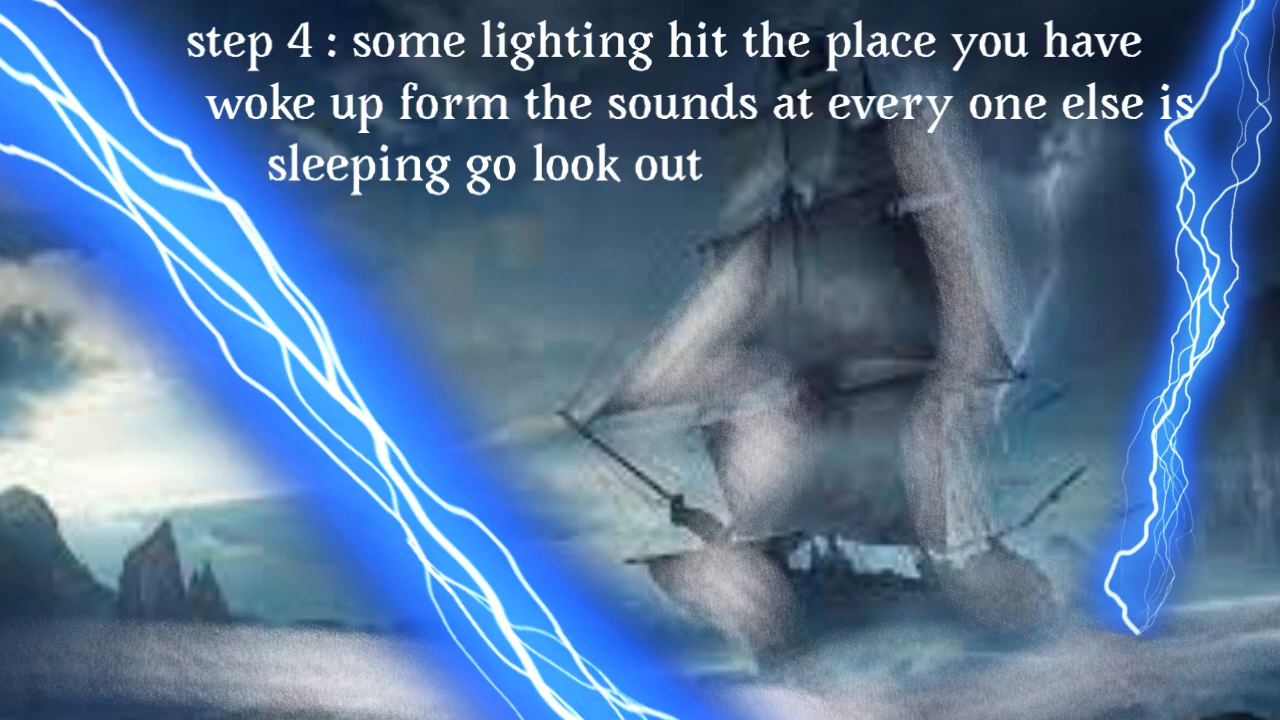 step 4 : some lighting hit the place you have
woke up form the sounds at every one else is
sleeping go look out